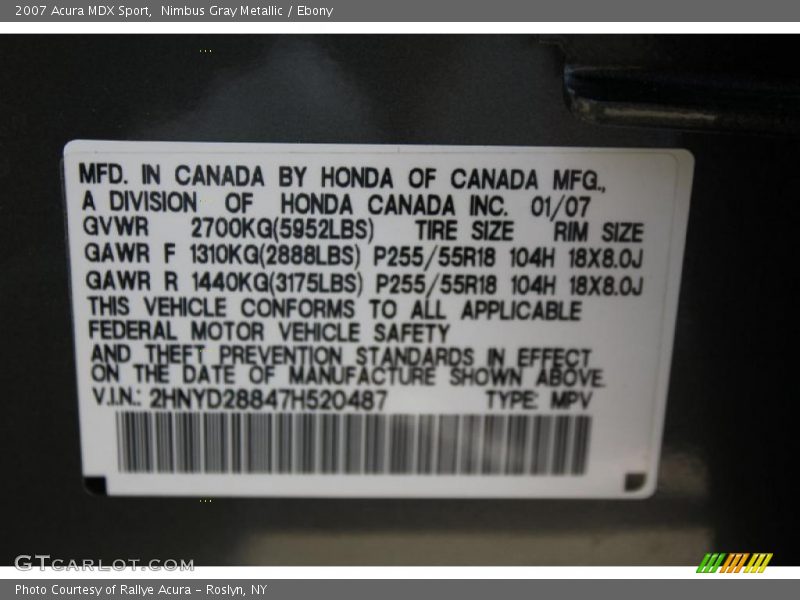 2007 Acura MDX Sport,  Nimbus Gray Metallic / Ebony
MFD. IN CANADA BY HONDA OF CANADA MFG.,
A DIVISION OF HONDA CANADA INC. 01/07
GVWR 2700KG(5952LBS) TIRE SIZE RIM SIZE
GAWR F 1310KG(2888LBS) P255/55R18 104H 18X8.0J
GAWR R 1440KG(3175LBS) P255/55R18 104H 18X8.0J
THIS VEHICLE CONFORMS TO ALL APPLICABLE
FEDERAL MOTOR VEHICLE SAFETY
AND THEFT PREVENTION STANDARDS IN EFFECT
ON THE DATE OF MANUFACTURE SHOWN ABOVE.
V.I.N.: 2HNYD28847H520487 TYPE: MPV
GTCARLOT.COM
Photo Courtesy of Rallye Acura - Roslyn, NY